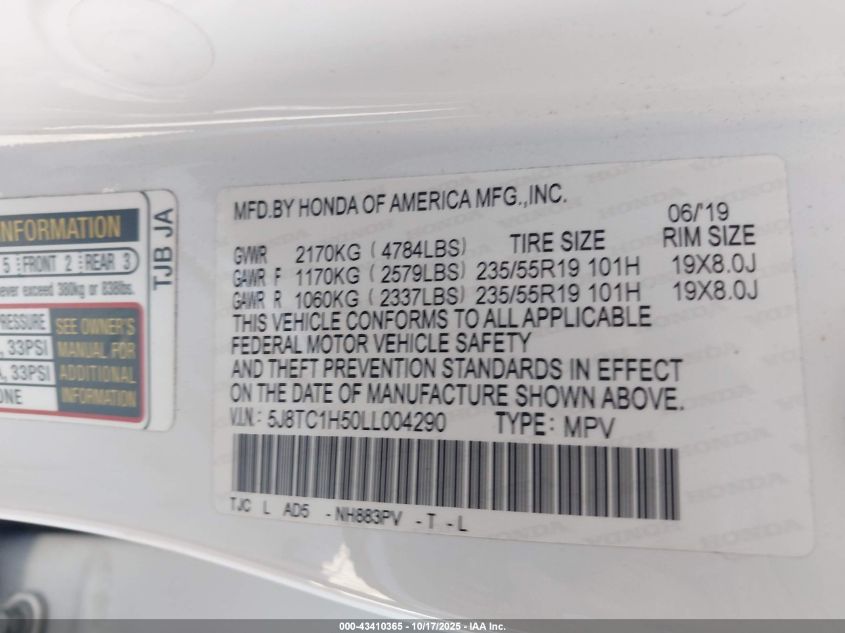 INFORMATION
5 FRONT 2 REAR 3
ever exceed 380kg or 838lbs.
PRESSURE
SEE OWNER'S
MANUAL FOR
ADDITIONAL
INFORMATION
, 33PSI
, 33PSI
ONE
TJB JA
MFD.BY HONDA OF AMERICA MFG.,INC.
06/'19
GVWR 2170KG ( 4784LBS) TIRE SIZE RIM SIZE
GAWR F 1170KG ( 2579LBS) 235/55R19 101H 19X8.0J
GAWR R 1060KG ( 2337LBS) 235/55R19 101H 19X8.0J
THIS VEHICLE CONFORMS TO ALL APPLICABLE
FEDERAL MOTOR VEHICLE SAFETY
AND THEFT PREVENTION STANDARDS IN EFFECT
ON THE DATE OF MANUFACTURE SHOWN ABOVE.
V.I.N.: 5J8TC1H50LL004290 TYPE: MPV
TJC L AD5 -NH883PV -T -L
000-43410365 - 10/17/2025 - IAA Inc.